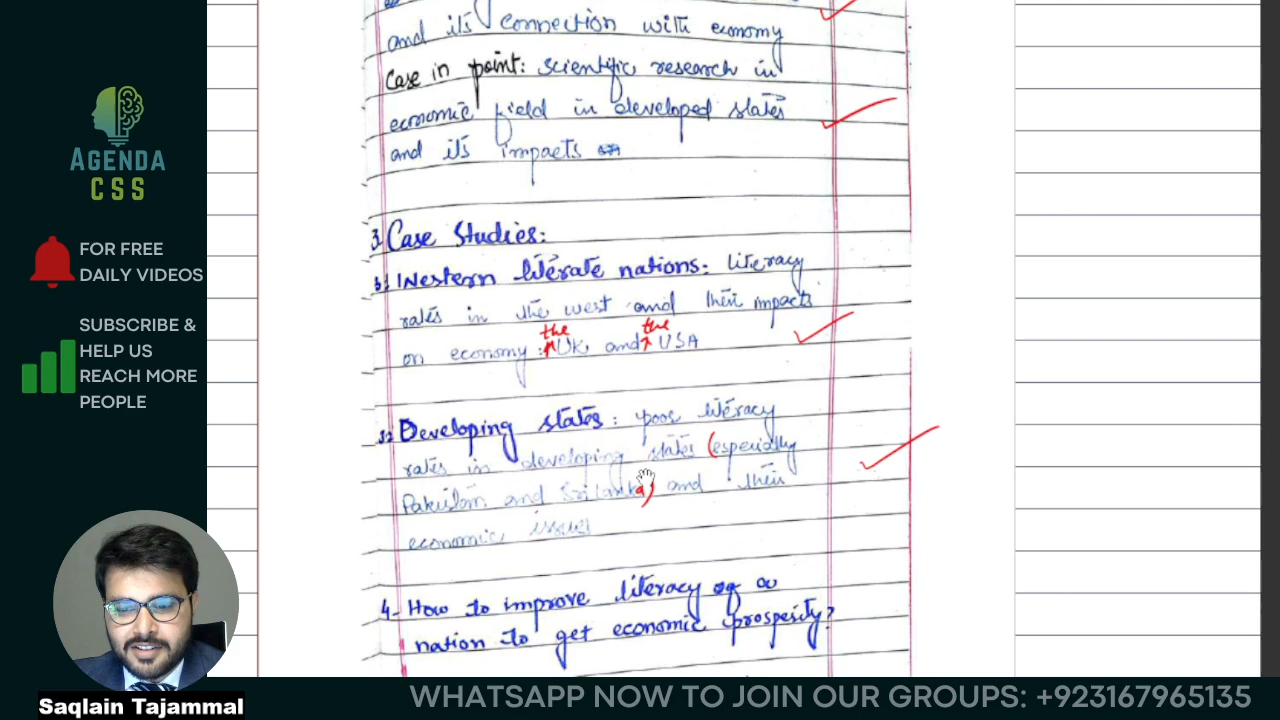 and its connection with economy
Case in point: Scientific research in
economic field in developed states
and its impacts
3. Case Studies:
3.1 Western literate nations: literacy
rates in the west and their impacts
on economy : the UK and the USA
3.2 Developing states: poor literacy
rates in developing states (especially
Pakistan and Sri Lanka) and their
economic issues
4- How to improve literacy of a
nation to get economic prosperity?
AGENDA
CSS
FOR FREE
DAILY VIDEOS
SUBSCRIBE &
HELP US
REACH MORE
PEOPLE
Saqlain Tajammal
WHATSAPP NOW TO JOIN OUR GROUPS: +923167965135